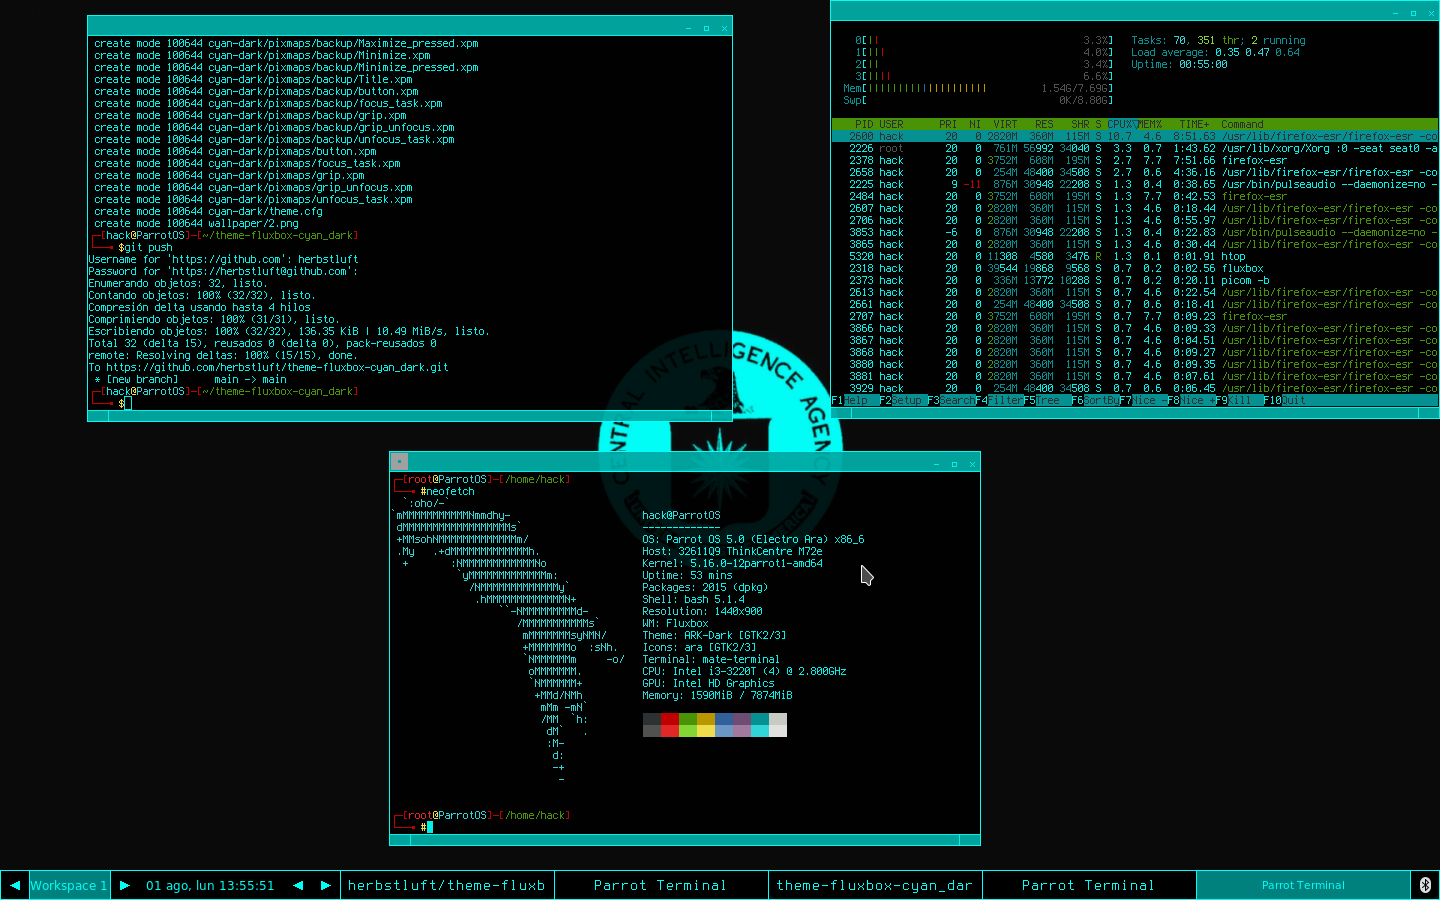 create mode 100644 cyan-dark/pixmaps/backup/Maximize_pressed.xpm
create mode 100644 cyan-dark/pixmaps/backup/Minimize.xpm
create mode 100644 cyan-dark/pixmaps/backup/Minimize_pressed.xpm
create mode 100644 cyan-dark/pixmaps/backup/Title.xpm
create mode 100644 cyan-dark/pixmaps/backup/button.xpm
create mode 100644 cyan-dark/pixmaps/backup/focus_task.xpm
create mode 100644 cyan-dark/pixmaps/backup/grip.xpm
create mode 100644 cyan-dark/pixmaps/backup/grip_unfocus.xpm
create mode 100644 cyan-dark/pixmaps/backup/unfocus_task.xpm
create mode 100644 cyan-dark/pixmaps/button.xpm
create mode 100644 cyan-dark/pixmaps/focus_task.xpm
create mode 100644 cyan-dark/pixmaps/grip.xpm
create mode 100644 cyan-dark/pixmaps/grip_unfocus.xpm
create mode 100644 cyan-dark/pixmaps/unfocus_task.xpm
create mode 100644 cyan-dark/theme.cfg
create mode 100644 wallpaper/2.png
[hack@ParrotOS]-[~/theme-fluxbox-cyan_dark]
$git push
Username for 'https://github.com': herbstluft
Password for 'https://herbstluft@github.com':
Enumerando objetos: 32, listo.
Contando objetos: 100% (32/32), listo.
Compresión delta usando hasta 4 hilos
Comprimiendo objetos: 100% (31/31), listo.
Escribiendo objetos: 100% (32/32), 136.35 KiB | 10.49 MiB/s, listo.
Total 32 (delta 15), reusados 0 (delta 0), pack-reusados 0
remote: Resolving deltas: 100% (15/15), done.
To https://github.com/herbstluft/theme-fluxbox-cyan_dark.git
* [new branch]      main -> main
[hack@ParrotOS]-[~/theme-fluxbox-cyan_dark]
$
0[|| 3.3%] Tasks: 70, 351 thr; 2 running
1[||| 4.0%] Load average: 0.35 0.47 0.64
2[|| 3.4%] Uptime: 00:55:00
3[|||| 6.6%]
Mem[|||||||||||||||||||||| 1.54G/7.69G]
Swp[ 0K/8.80G]
PID USER PRI NI VIRT RES SHR S CPU%▽MEM% TIME+ Command
2600 hack 20 0 2820M 360M 115M S 10.7 4.6 8:51.63 /usr/lib/firefox-esr/firefox-esr -co
2226 root 20 0 761M 56992 34040 S 3.3 0.7 1:43.62 /usr/lib/xorg/Xorg :0 -seat seat0 -a
2378 hack 20 0 3752M 608M 195M S 2.7 7.7 7:51.66 firefox-esr
2658 hack 20 0 254M 48400 34508 S 2.7 0.6 4:36.16 /usr/lib/firefox-esr/firefox-esr -co
2225 hack 9 -11 876M 30948 22208 S 1.3 0.4 0:38.65 /usr/bin/pulseaudio --daemonize=no -
2484 hack 20 0 3752M 608M 195M S 1.3 7.7 0:42.53 firefox-esr
2607 hack 20 0 2820M 360M 115M S 1.3 4.6 0:18.44 /usr/lib/firefox-esr/firefox-esr -co
2706 hack 20 0 2820M 360M 115M S 1.3 4.6 0:55.97 /usr/lib/firefox-esr/firefox-esr -co
3853 hack -6 0 876M 30948 22208 S 1.3 0.4 0:22.83 /usr/bin/pulseaudio --daemonize=no -
3865 hack 20 0 2820M 360M 115M S 1.3 4.6 0:30.44 /usr/lib/firefox-esr/firefox-esr -co
5320 hack 20 0 11308 4580 3476 R 1.3 0.1 0:01.91 htop
2318 hack 20 0 39544 19868 9568 S 0.7 0.2 0:02.56 fluxbox
2373 hack 20 0 336M 13772 10288 S 0.7 0.2 0:20.11 picom -b
2613 hack 20 0 2820M 360M 115M S 0.7 4.6 0:22.54 /usr/lib/firefox-esr/firefox-esr -co
2661 hack 20 0 254M 48400 34508 S 0.7 0.6 0:18.41 /usr/lib/firefox-esr/firefox-esr -co
2707 hack 20 0 3752M 608M 195M S 0.7 7.7 0:09.23 firefox-esr
3866 hack 20 0 2820M 360M 115M S 0.7 4.6 0:09.33 /usr/lib/firefox-esr/firefox-esr -co
3867 hack 20 0 2820M 360M 115M S 0.7 4.6 0:04.51 /usr/lib/firefox-esr/firefox-esr -co
3868 hack 20 0 2820M 360M 115M S 0.7 4.6 0:09.27 /usr/lib/firefox-esr/firefox-esr -co
3880 hack 20 0 2820M 360M 115M S 0.7 4.6 0:09.35 /usr/lib/firefox-esr/firefox-esr -co
3881 hack 20 0 2820M 360M 115M S 0.7 4.6 0:07.61 /usr/lib/firefox-esr/firefox-esr -co
3929 hack 20 0 254M 48400 34508 S 0.7 0.6 0:06.45 /usr/lib/firefox-esr/firefox-esr -co
F1Help F2Setup F3SearchF4FilterF5Tree F6SortByF7Nice -F8Nice +F9Kill F10Quit
CENTRAL INTELLIGENCE AGENCY
[root@ParrotOS]-[/home/hack]
#neofetch
`:oho/-`
`mMMMMMMMMMMMNmmdhy- hack@ParrotOS
dMMMMMMMMMMMMMMMMMMs` -------------
+MMsohNMMMMMMMMMMMMMm/ OS: Parrot OS 5.0 (Electro Ara) x86_6
.My   .+dMMMMMMMMMMMMMh. Host: 32611Q9 ThinkCentre M72e
+       :NMMMMMMMMMMMMNo Kernel: 5.16.0-12parrot1-amd64
`yMMMMMMMMMMMMMm: Uptime: 53 mins
/NMMMMMMMMMMMMMy` Packages: 2015 (dpkg)
.hMMMMMMMMMMMMMN+ Shell: bash 5.1.4
``-NMMMMMMMMMd- Resolution: 1440x900
/MMMMMMMMMMMs` WM: Fluxbox
mMMMMMMMsyNMN/ Theme: ARK-Dark [GTK2/3]
+MMMMMMMo  :sNh. Icons: ara [GTK2/3]
`NMMMMMMm     -o/ Terminal: mate-terminal
oMMMMMMM. CPU: Intel i3-3220T (4) @ 2.800GHz
`NMMMMMM+ GPU: Intel HD Graphics
+MMd/NMh Memory: 1590MiB / 7874MiB
mMm -mN`
/MM  `h:
dM`   .
:M-
d:
-+
-
[root@ParrotOS]-[/home/hack]
#
Workspace 1 01 ago, lun 13:55:51 herbstluft/theme-fluxb Parrot Terminal theme-fluxbox-cyan_dar Parrot Terminal Parrot Terminal